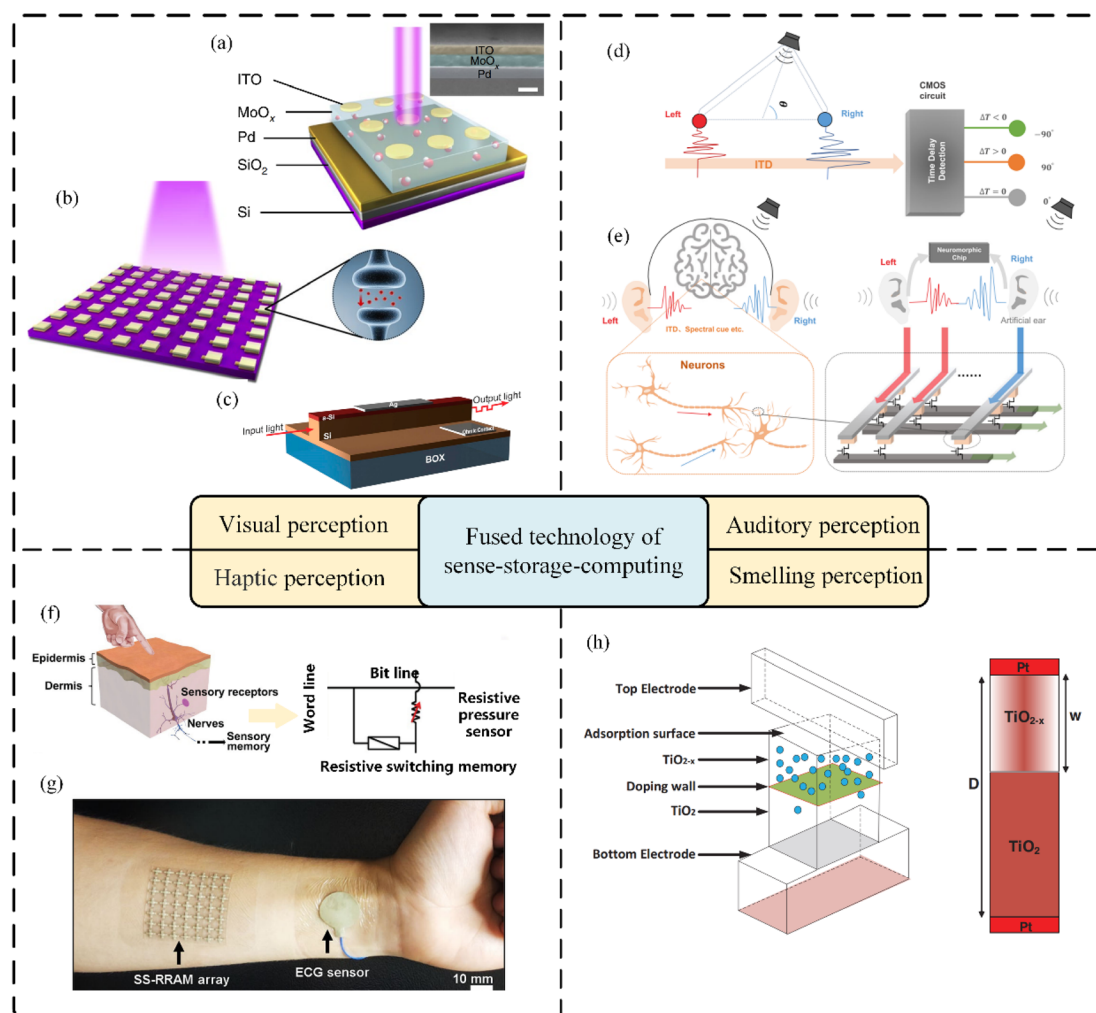 (a)
ITO
MoOₓ
Pd
ITO
MoOₓ
Pd
SiO₂
Si
(b)
(c)
a-Si
Ag
Output light
Input light
Si
Ohmic Contact
BOX
(d)
CMOS
circuit
θ
Left
Right
ITD
Time Delay
Detection
ΔT < 0
−90°
ΔT > 0
90°
ΔT = 0
0°
(e)
Left
Right
ITD、Spectral cue etc.
Neurons
Neuromorphic
Chip
Left
Right
Artificial ear
......
Visual perception
Haptic perception
Fused technology of
sense-storage-computing
Auditory perception
Smelling perception
(f)
Epidermis
Dermis
Sensory receptors
Nerves
Sensory
memory
Word line
Bit line
Resistive
pressure
sensor
Resistive switching memory
(g)
SS-RRAM array
ECG sensor
10 mm
(h)
Top Electrode
Adsorption surface
TiO₂₋ₓ
Doping wall
TiO₂
Bottom Electrode
Pt
TiO₂₋ₓ
W
D
TiO₂
Pt